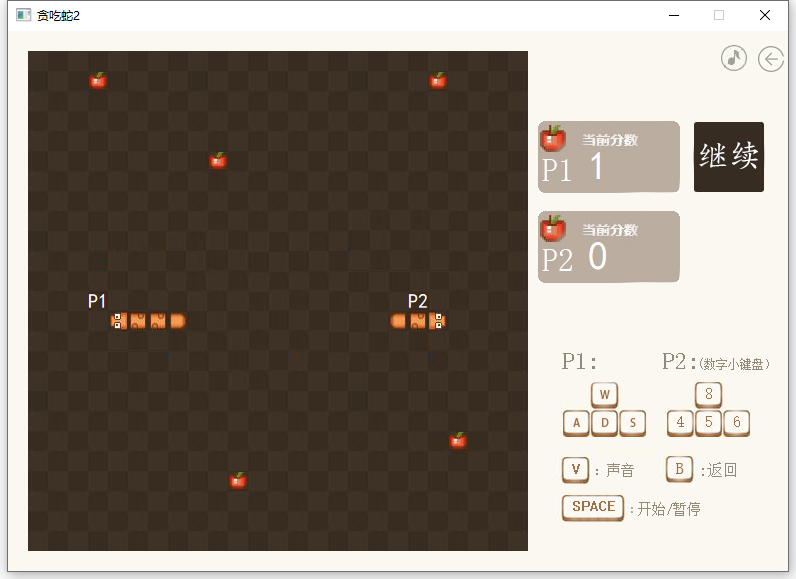 贪吃蛇2
当前分数
P1 1
继续
当前分数
P2 0
P1 P2
P1: P2:(数字小键盘)
W 8
A D S 4 5 6
V : 声音 B :返回
SPACE :开始/暂停